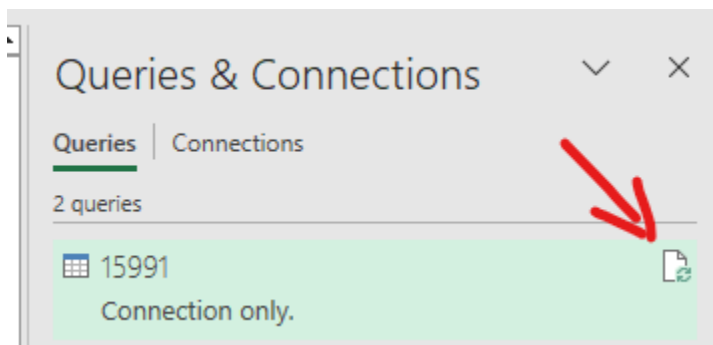 Queries & Connections
Queries | Connections
2 queries
15991
Connection only.